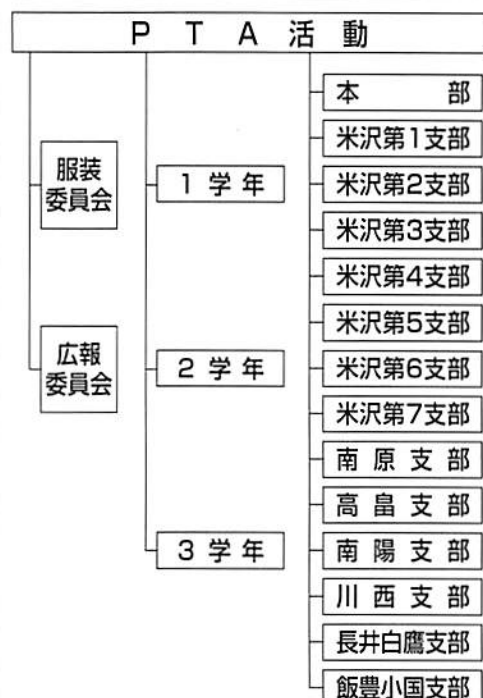 PTA活動
服装
委員会
広報
委員会
1学年
2学年
3学年
本部
米沢第1支部
米沢第2支部
米沢第3支部
米沢第4支部
米沢第5支部
米沢第6支部
米沢第7支部
南原支部
高畠支部
南陽支部
川西支部
長井白鷹支部
飯豊小国支部